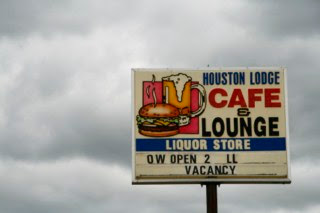 HOUSTON LODGE
CAFE
&
LOUNGE
LIQUOR STORE
OW OPEN 2 LL
VACANCY